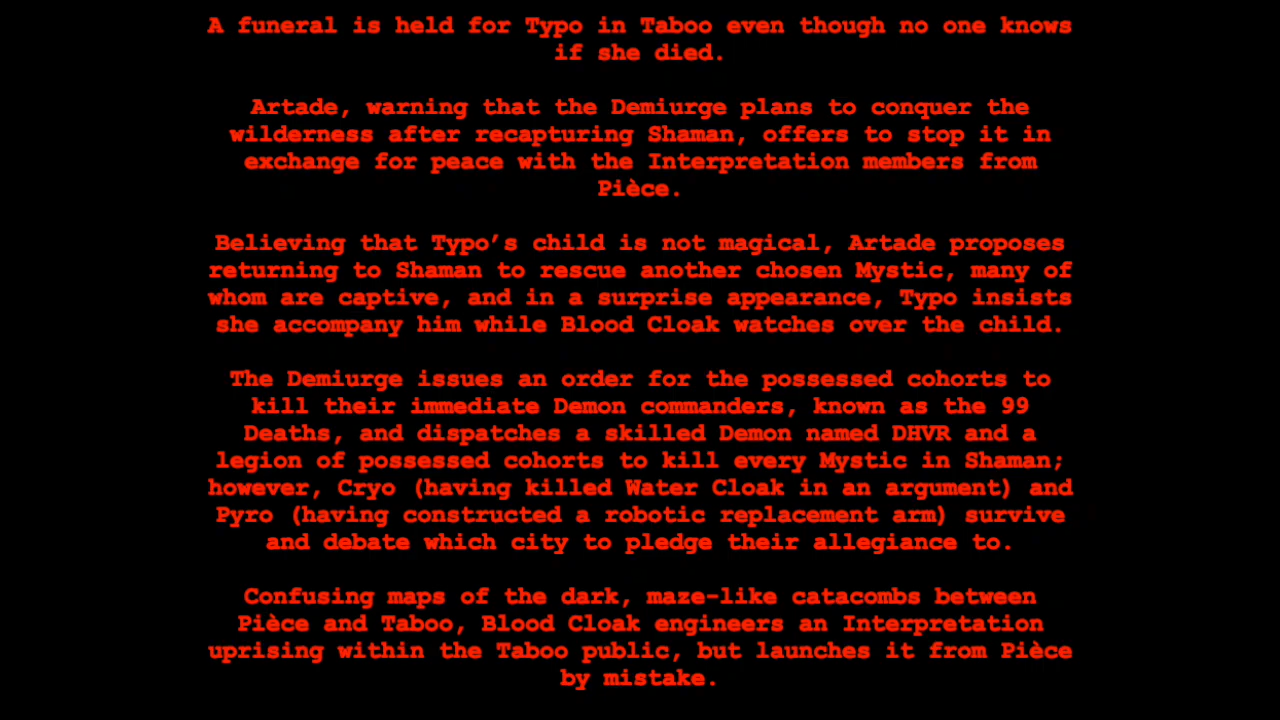 A funeral is held for Typo in Taboo even though no one knows
if she died.
Artade, warning that the Demiurge plans to conquer the
wilderness after recapturing Shaman, offers to stop it in
exchange for peace with the Interpretation members from
Pièce.
Believing that Typo’s child is not magical, Artade proposes
returning to Shaman to rescue another chosen Mystic, many of
whom are captive, and in a surprise appearance, Typo insists
she accompany him while Blood Cloak watches over the child.
The Demiurge issues an order for the possessed cohorts to
kill their immediate Demon commanders, known as the 99
Deaths, and dispatches a skilled Demon named DHVR and a
legion of possessed cohorts to kill every Mystic in Shaman;
however, Cryo (having killed Water Cloak in an argument) and
Pyro (having constructed a robotic replacement arm) survive
and debate which city to pledge their allegiance to.
Confusing maps of the dark, maze-like catacombs between
Pièce and Taboo, Blood Cloak engineers an Interpretation
uprising within the Taboo public, but launches it from Pièce
by mistake.